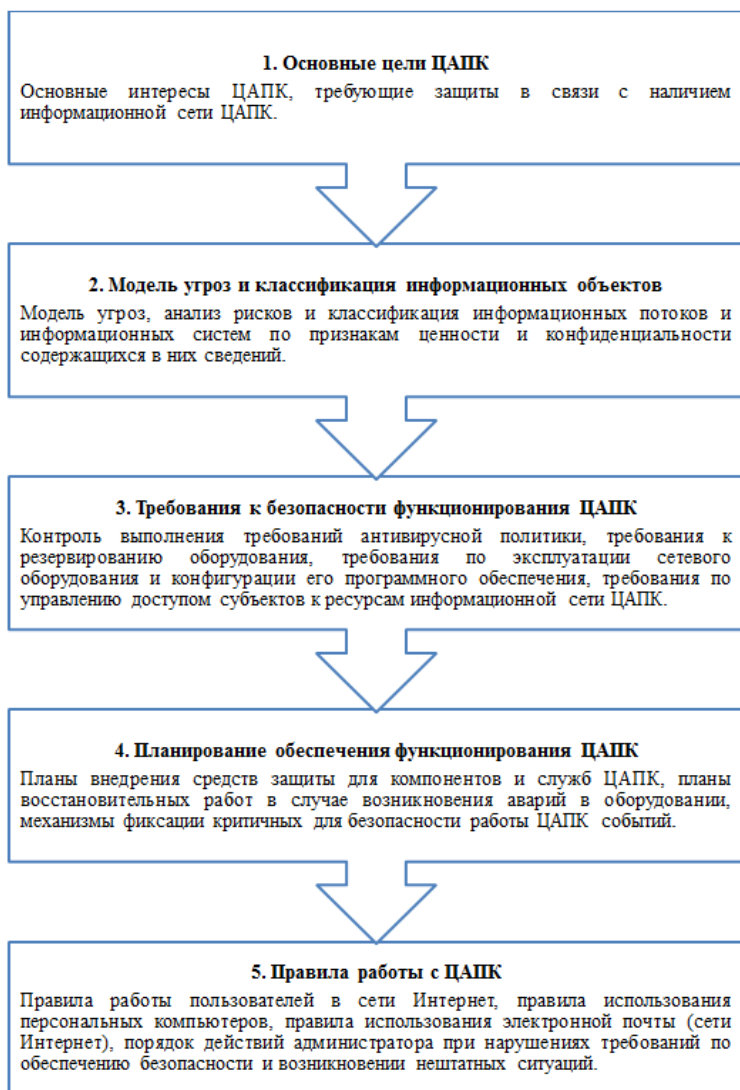 1. Основные цели ЦАПК
Основные интересы ЦАПК, требующие защиты в связи с наличием
информационной сети ЦАПК.
2. Модель угроз и классификация информационных объектов
Модель угроз, анализ рисков и классификация информационных потоков и
информационных систем по признакам ценности и конфиденциальности
содержащихся в них сведений.
3. Требования к безопасности функционирования ЦАПК
Контроль выполнения требований антивирусной политики, требования к
резервированию оборудования, требования по эксплуатации сетевого
оборудования и конфигурации его программного обеспечения, требования по
управлению доступом субъектов к ресурсам информационной сети ЦАПК.
4. Планирование обеспечения функционирования ЦАПК
Планы внедрения средств защиты для компонентов и служб ЦАПК, планы
восстановительных работ в случае возникновения аварий в оборудовании,
механизмы фиксации критичных для безопасности работы ЦАПК событий.
5. Правила работы с ЦАПК
Правила работы пользователей в сети Интернет, правила использования
персональных компьютеров, правила использования электронной почты (сети
Интернет), порядок действий администратора при нарушениях требований по
обеспечению безопасности и возникновении нештатных ситуаций.